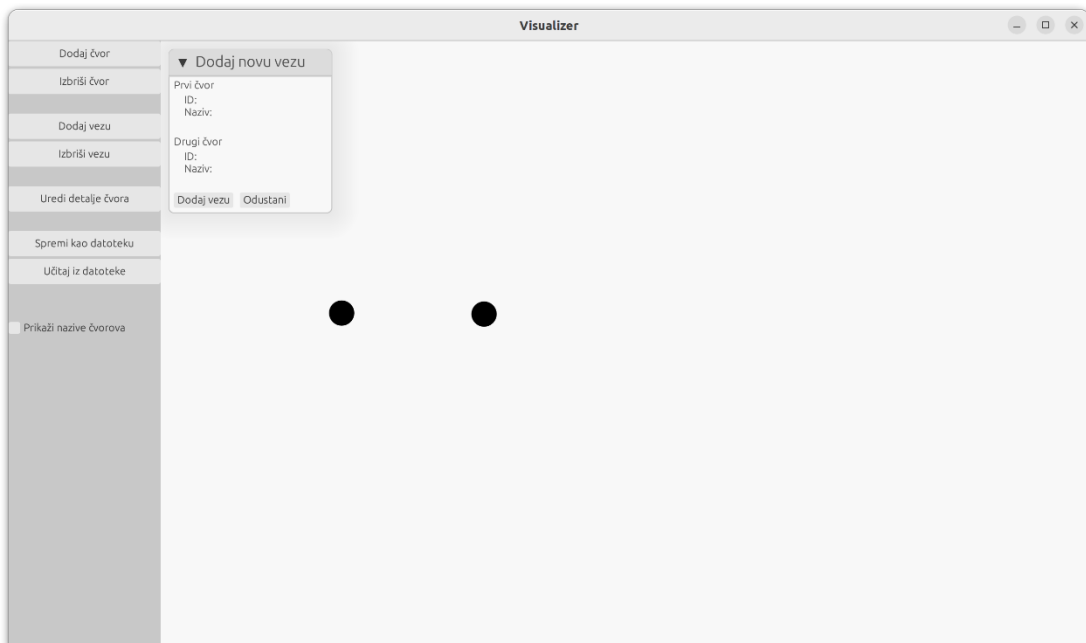 Visualizer
Dodaj čvor
Izbriši čvor
Dodaj vezu
Izbriši vezu
Uredi detalje čvora
Spremi kao datoteku
Učitaj iz datoteke
Prikaži nazive čvorova
▼ Dodaj novu vezu
Prvi čvor
ID:
Naziv:
Drugi čvor
ID:
Naziv:
Dodaj vezu Odustani